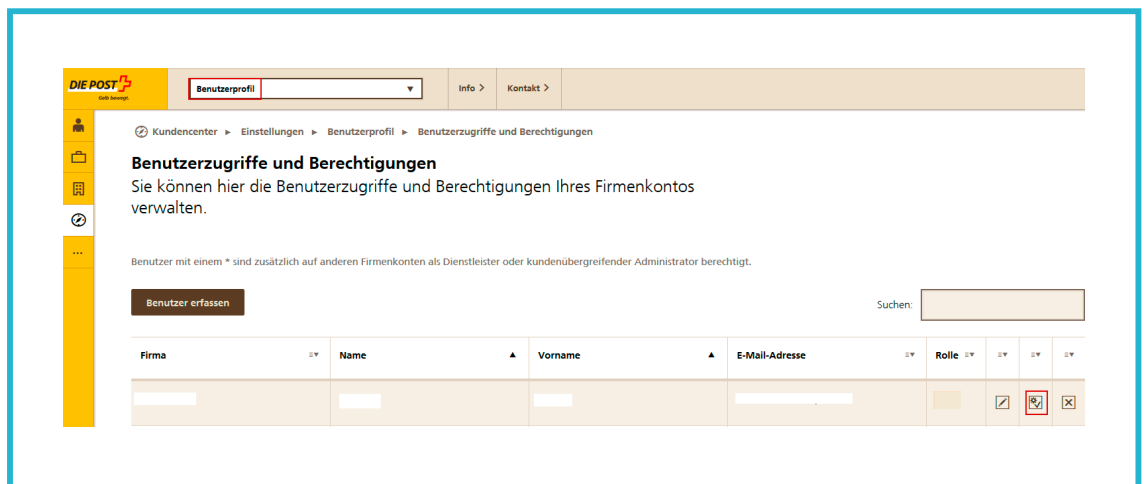 DIE POST
Gelb bewegt.
Benutzerprofil
Info
Kontakt
Kundencenter ► Einstellungen ► Benutzerprofil ► Benutzerzugriffe und Berechtigungen
Benutzerzugriffe und Berechtigungen
Sie können hier die Benutzerzugriffe und Berechtigungen Ihres Firmenkontos
verwalten.
Benutzer mit einem * sind zusätzlich auf anderen Firmenkonten als Dienstleister oder kundenübergreifender Administrator berechtigt.
Benutzer erfassen
Suchen:
Firma
Name
Vorname
E-Mail-Adresse
Rolle